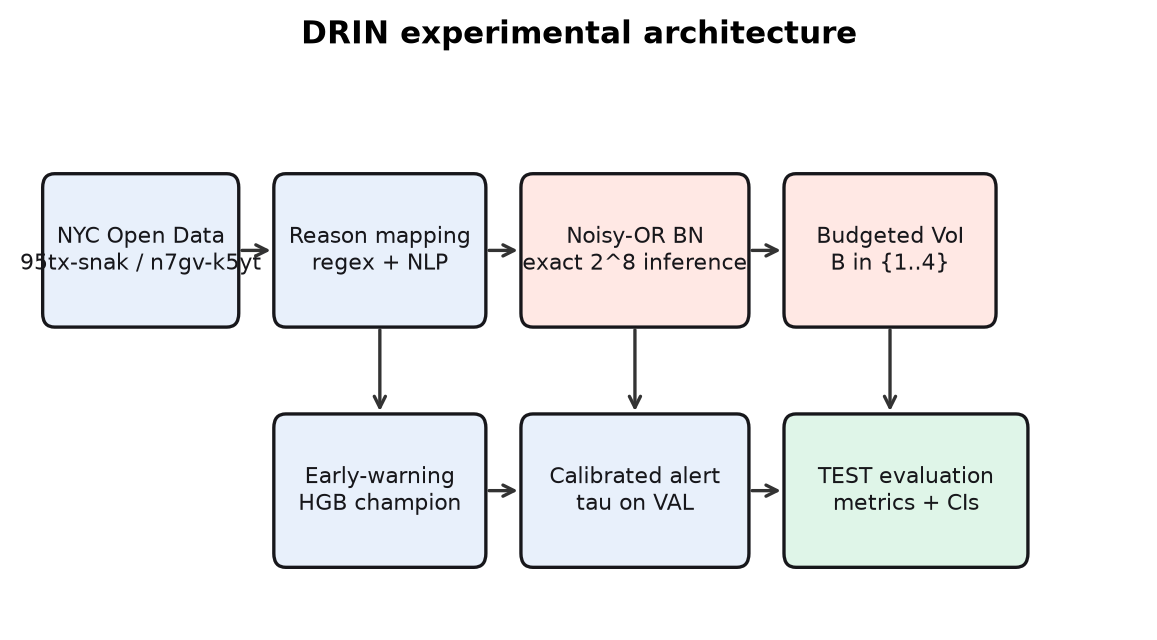 DRIN experimental architecture
NYC Open Data
95tx-snak / n7gv-k5yt
Reason mapping
regex + NLP
Noisy-OR BN
exact 2^8 inference
Budgeted VoI
B in {1..4}
Early-warning
HGB champion
Calibrated alert
tau on VAL
TEST evaluation
metrics + CIs